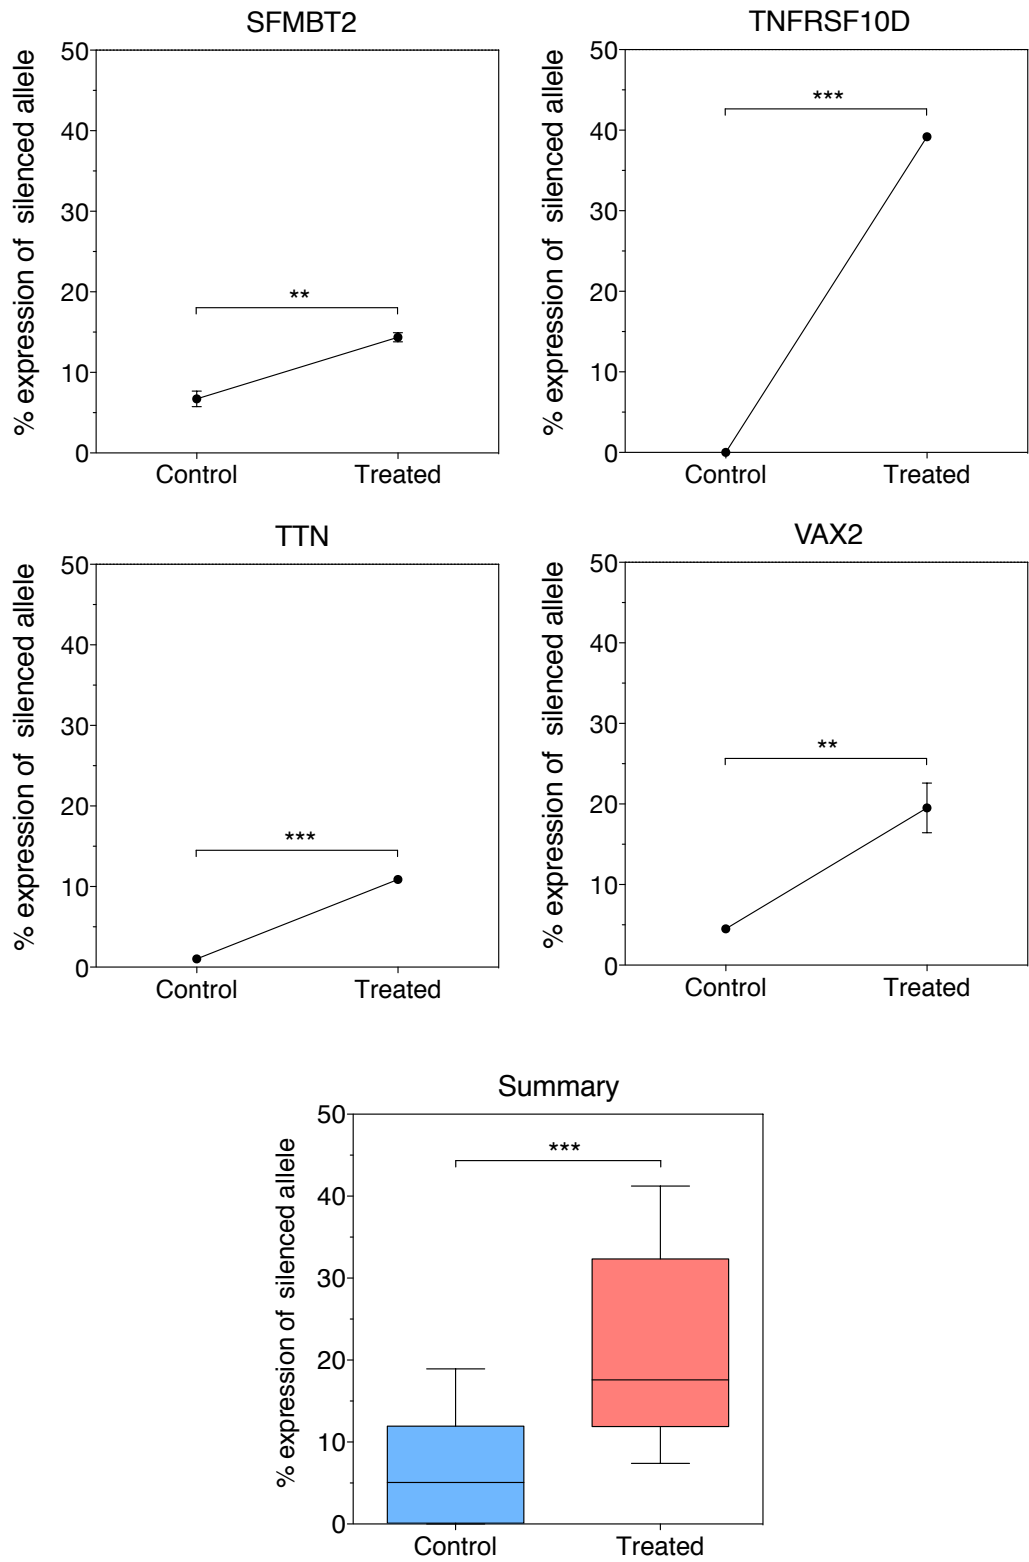 SFMBT2
% expression of silenced allele
50
40
30
20
10
0
**
Control Treated
TNFRSF10D
% expression of silenced allele
50
40
30
20
10
0
***
Control Treated
TTN
% expression of silenced allele
50
40
30
20
10
0
***
Control Treated
VAX2
% expression of silenced allele
50
40
30
20
10
0
**
Control Treated
Summary
% expression of silenced allele
50
40
30
20
10
0
***
Control Treated